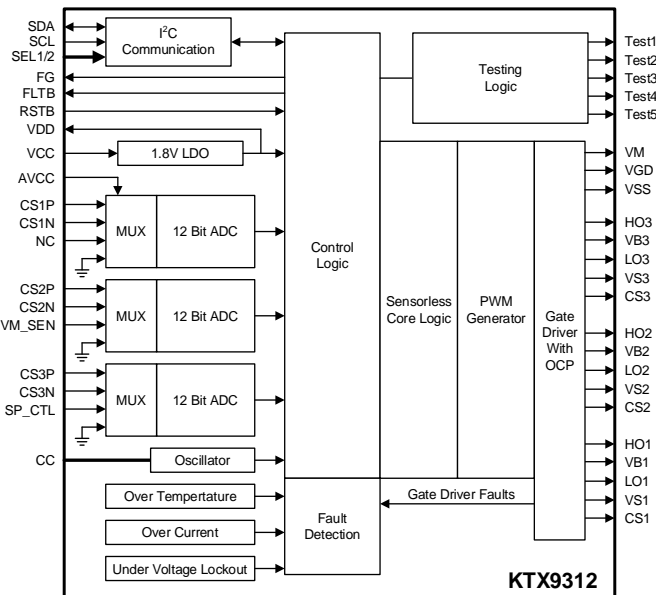 SDA
SCL
SEL1/2
FG
FLTB
RSTB
VDD
VCC
AVCC
CS1P
CS1N
NC
CS2P
CS2N
VM_SEN
CS3P
CS3N
SP_CTL
CC
I²C
Communication
1.8V LDO
MUX
12 Bit ADC
MUX
12 Bit ADC
MUX
12 Bit ADC
Oscillator
Over Tempertature
Over Current
Under Voltage Lockout
Control
Logic
Fault
Detection
Testing
Logic
Sensorless
Core Logic
PWM
Generator
Gate
Driver
With
OCP
Gate Driver Faults
Test1
Test2
Test3
Test4
Test5
VM
VGD
VSS
HO3
VB3
LO3
VS3
CS3
HO2
VB2
LO2
VS2
CS2
HO1
VB1
LO1
VS1
CS1
KTX9312